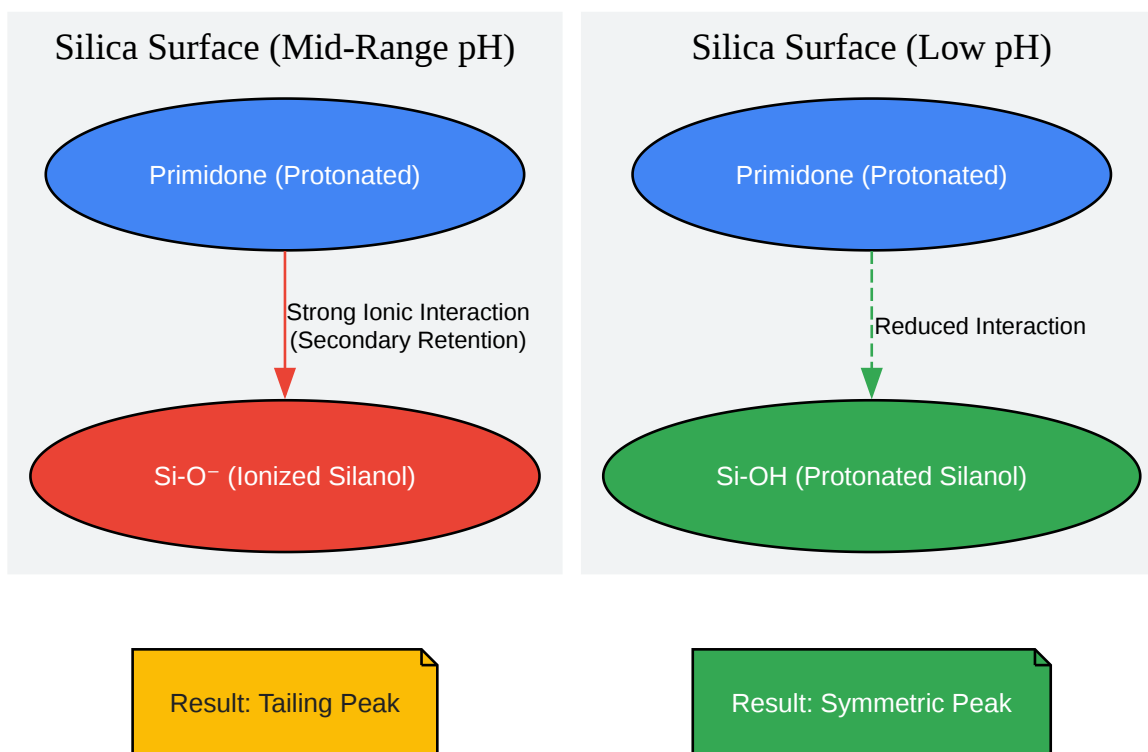 Silica Surface (Mid-Range pH)
Primidone (Protonated)
Strong Ionic Interaction
(Secondary Retention)
Si-O⁻ (Ionized Silanol)
Result: Tailing Peak
Silica Surface (Low pH)
Primidone (Protonated)
Reduced Interaction
Si-OH (Protonated Silanol)
Result: Symmetric Peak